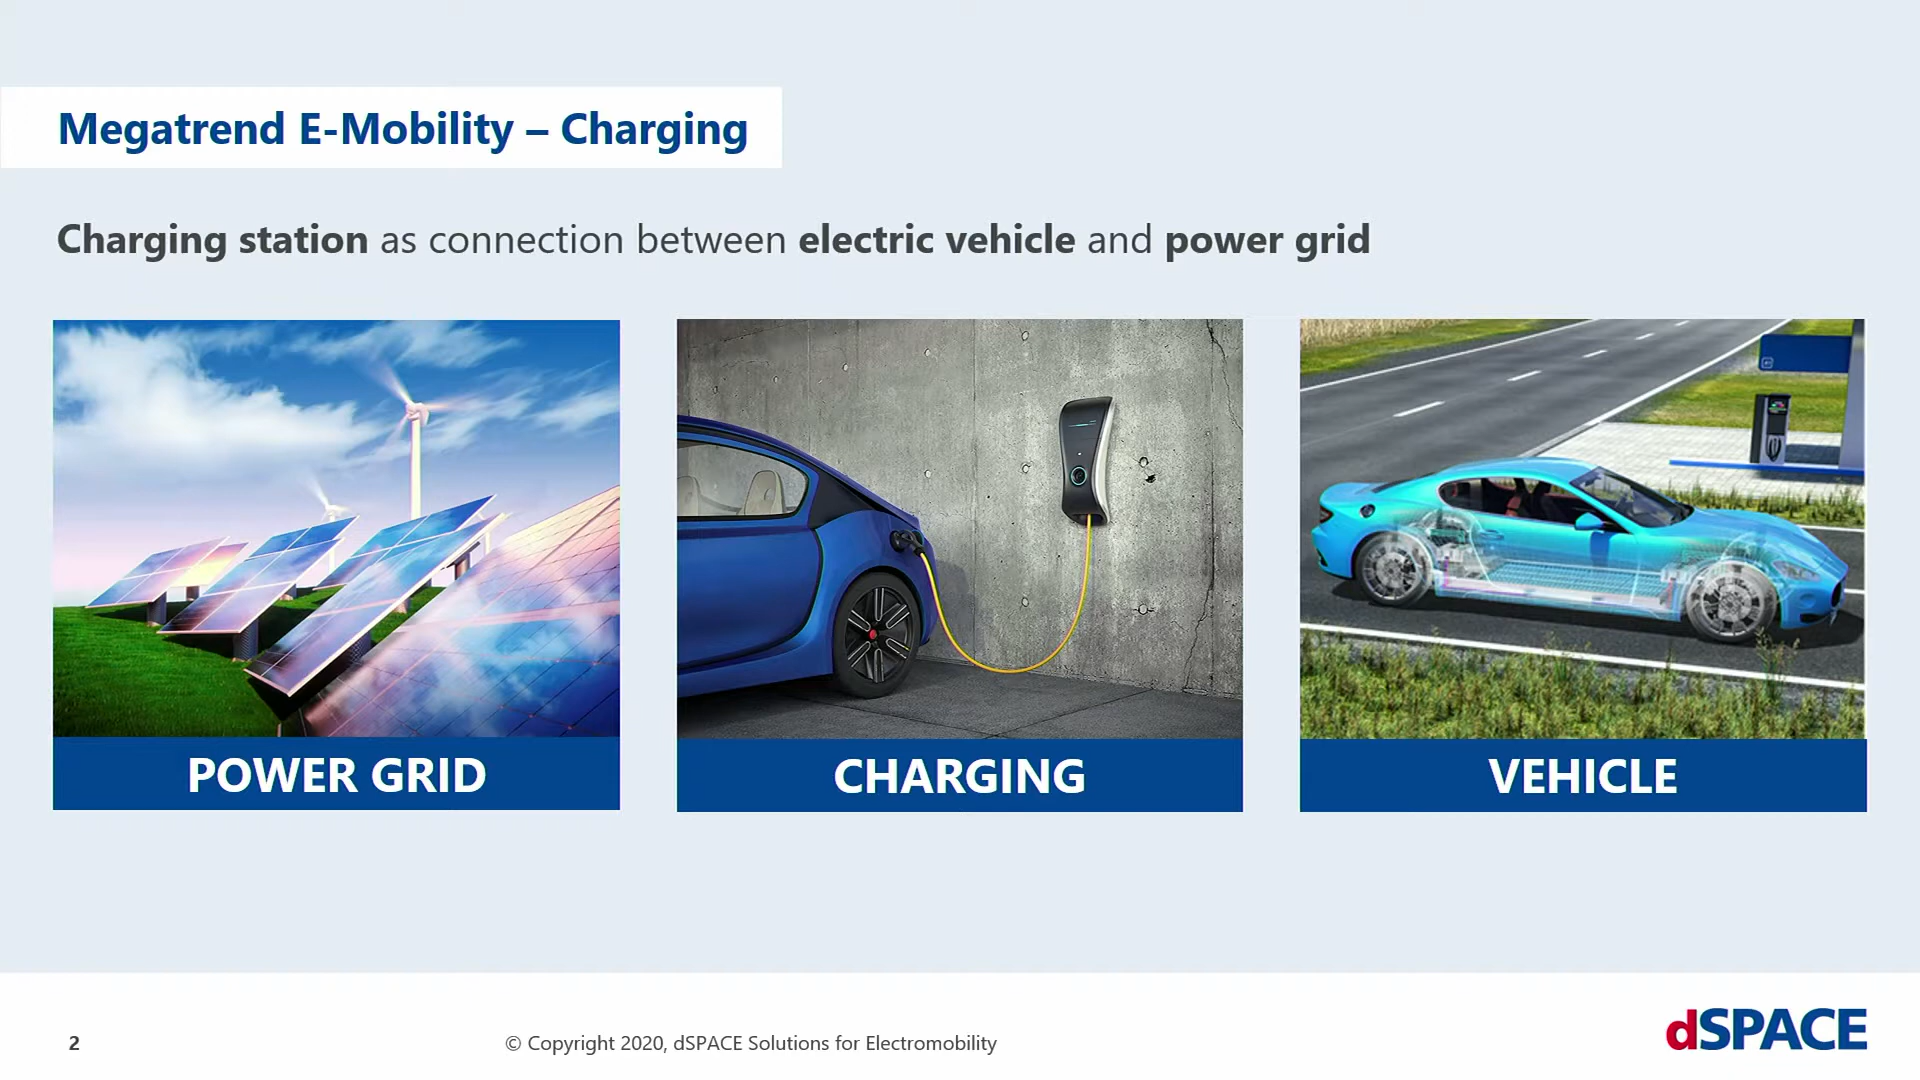 Megatrend E-Mobility – Charging
Charging station as connection between electric vehicle and power grid
POWER GRID
CHARGING
VEHICLE
2
© Copyright 2020, dSPACE Solutions for Electromobility
dSPACE